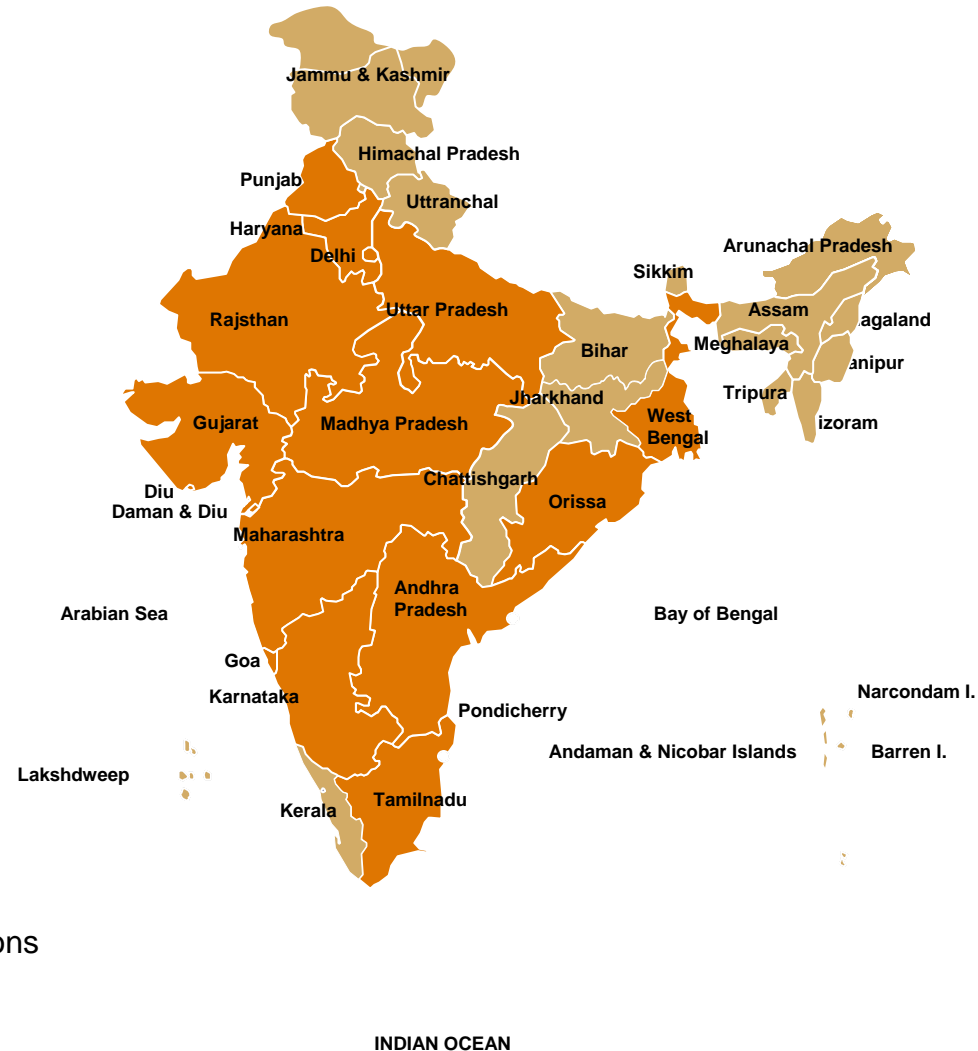 Jammu & Kashmir
Himachal Pradesh
Punjab
Uttranchal
Haryana
Delhi
Arunachal Pradesh
Sikkim
Rajsthan
Uttar Pradesh
Assam
agaland
Meghalaya
Bihar
anipur
Jharkhand
Tripura
Gujarat
Madhya Pradesh
West
Bengal
izoram
Chattishgarh
Diu
Daman & Diu
Orissa
Maharashtra
Andhra
Pradesh
Arabian Sea
Bay of Bengal
Goa
Karnataka
Narcondam I.
Pondicherry
Andaman & Nicobar Islands
Barren I.
Lakshdweep
Kerala
Tamilnadu
ons
INDIAN OCEAN